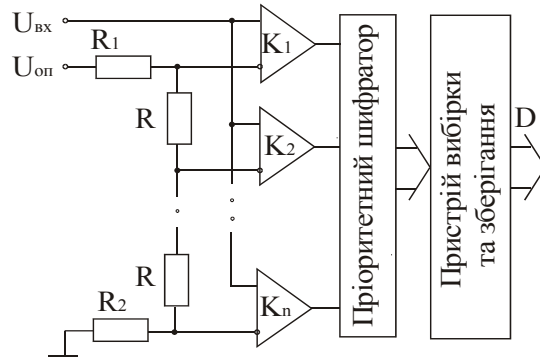 Uвх
Uоп
R1
K1
R
K2
R
R2
Kn
Пріоритетний шифратор
Пристрій вибірки
та зберігання
D